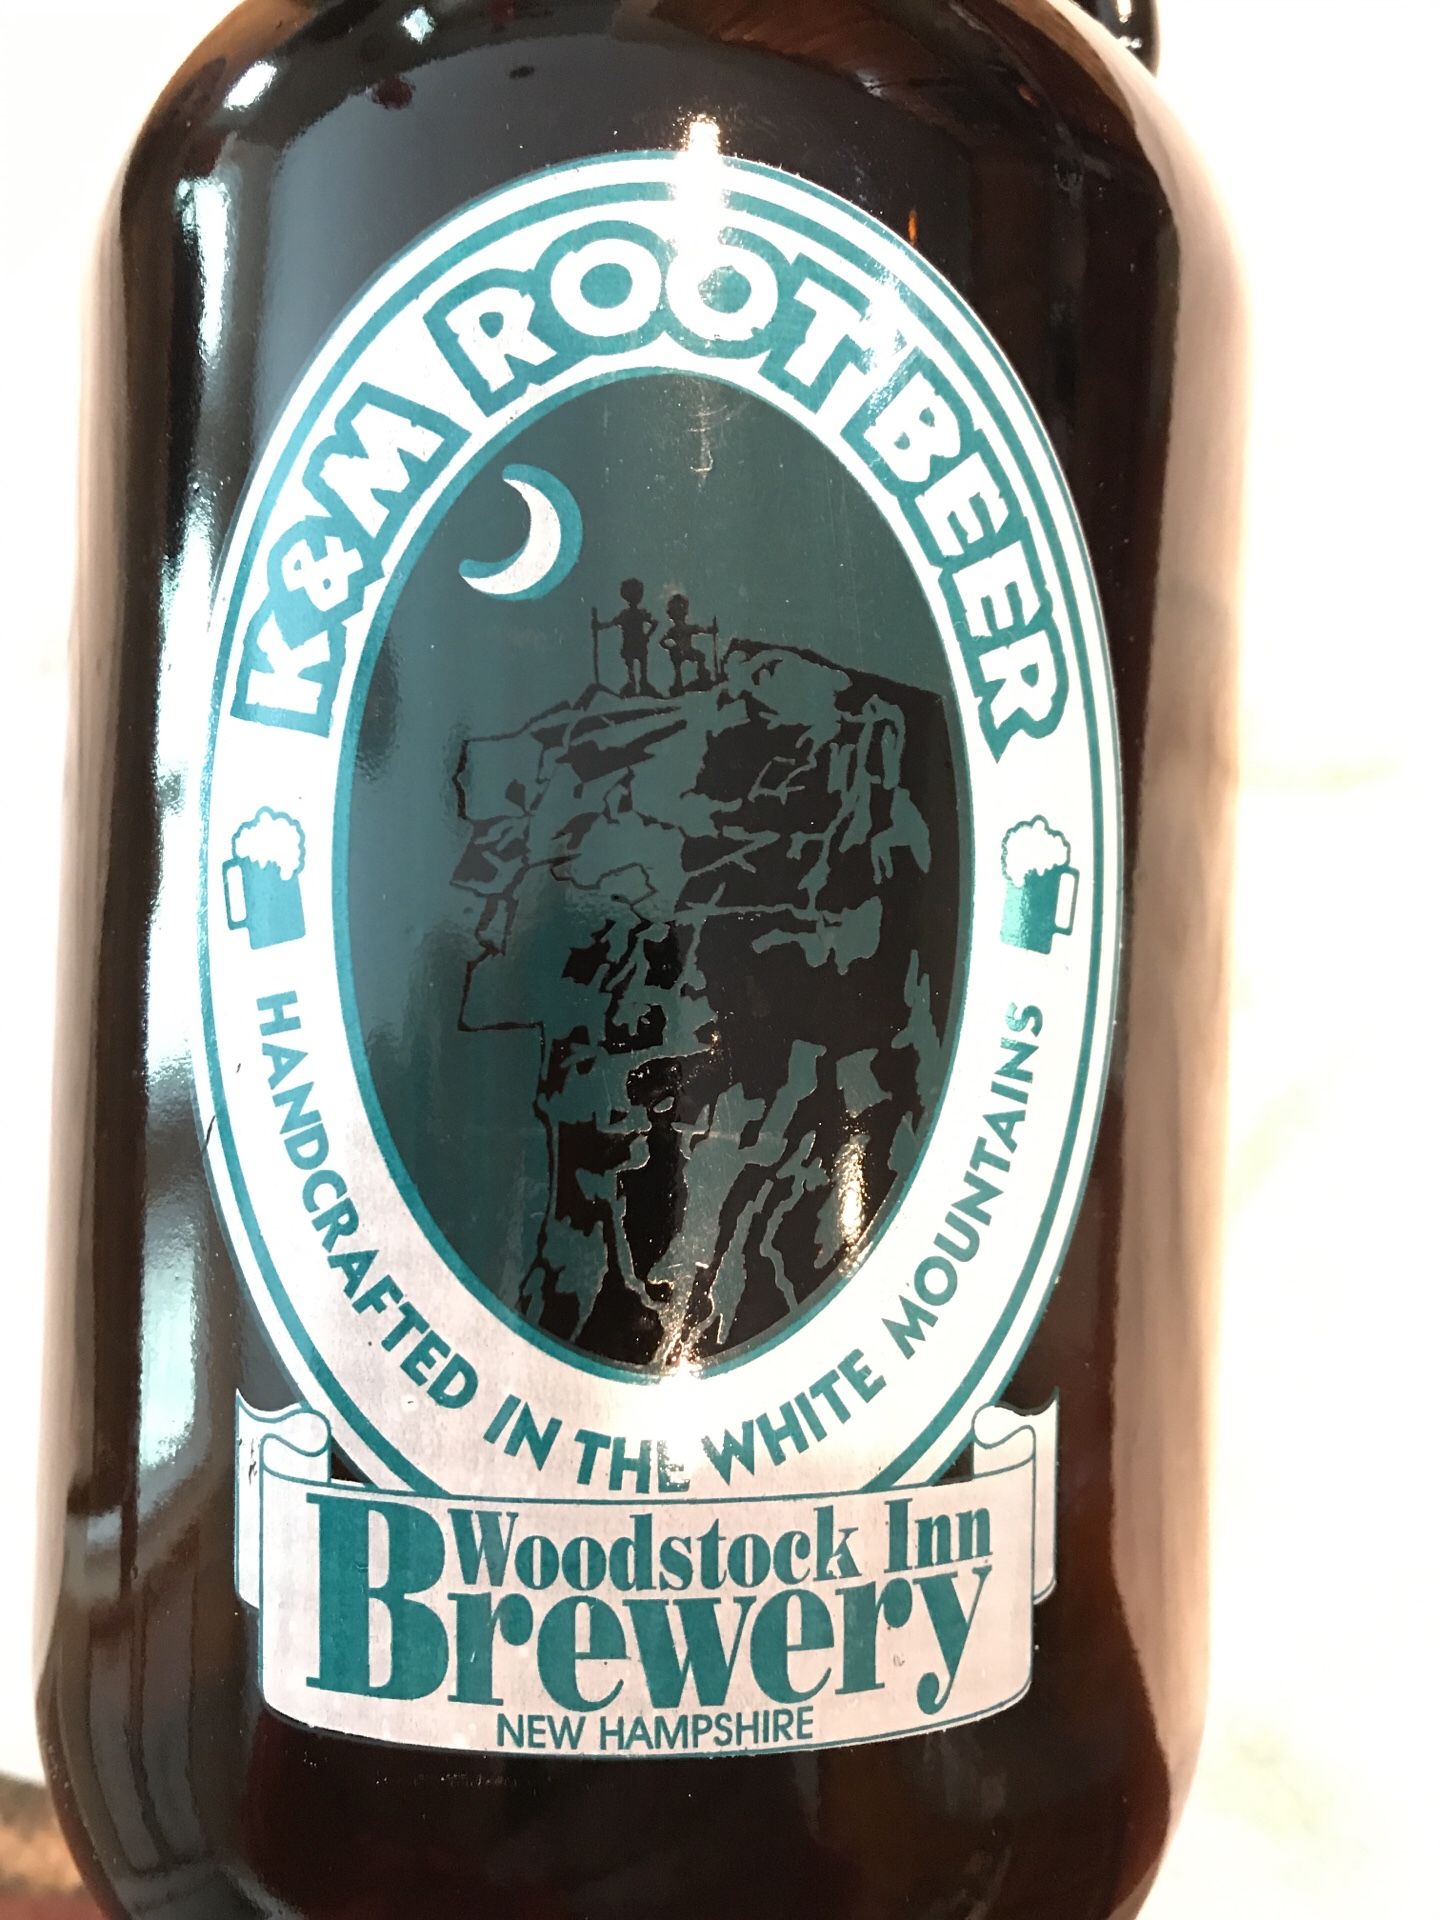 K&M ROOT BEER
HANDCRAFTED IN THE WHITE MOUNTAINS
Woodstock Inn
Brewery
NEW HAMPSHIRE